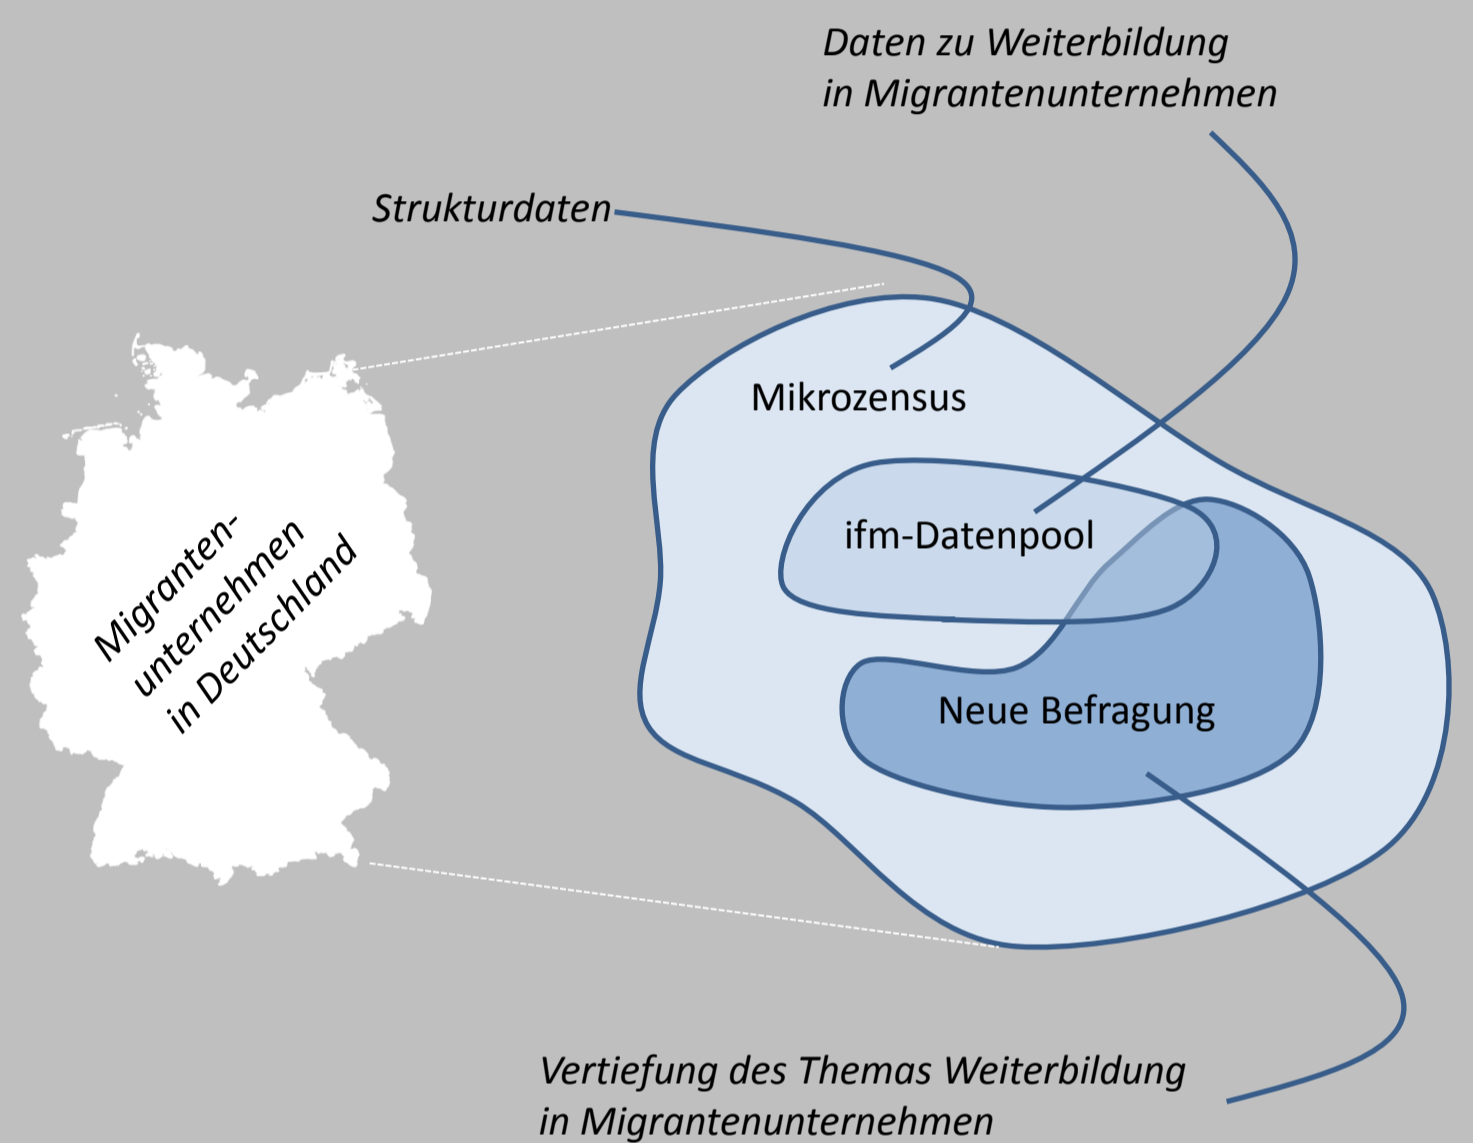 Daten zu Weiterbildung
in Migrantenunternehmen
Strukturdaten
Mikrozensus
ifm-Datenpool
Neue Befragung
Migranten-
unternehmen
in Deutschland
Vertiefung des Themas Weiterbildung
in Migrantenunternehmen